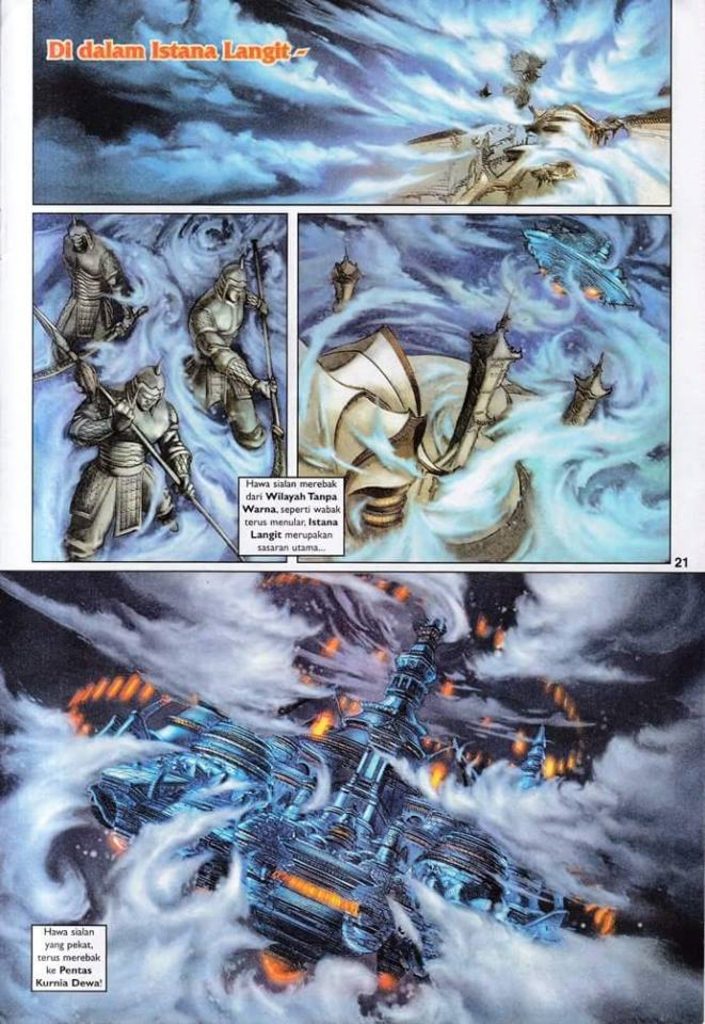 Di dalam Istana Langit ~
Hawa sialan merebak
dari Wilayah Tanpa
Warna, seperti wabak
terus menular, Istana
Langit merupakan
sasaran utama...
21
Hawa sialan
yang pekat,
terus merebak
ke Pentas
Kurnia Dewa!